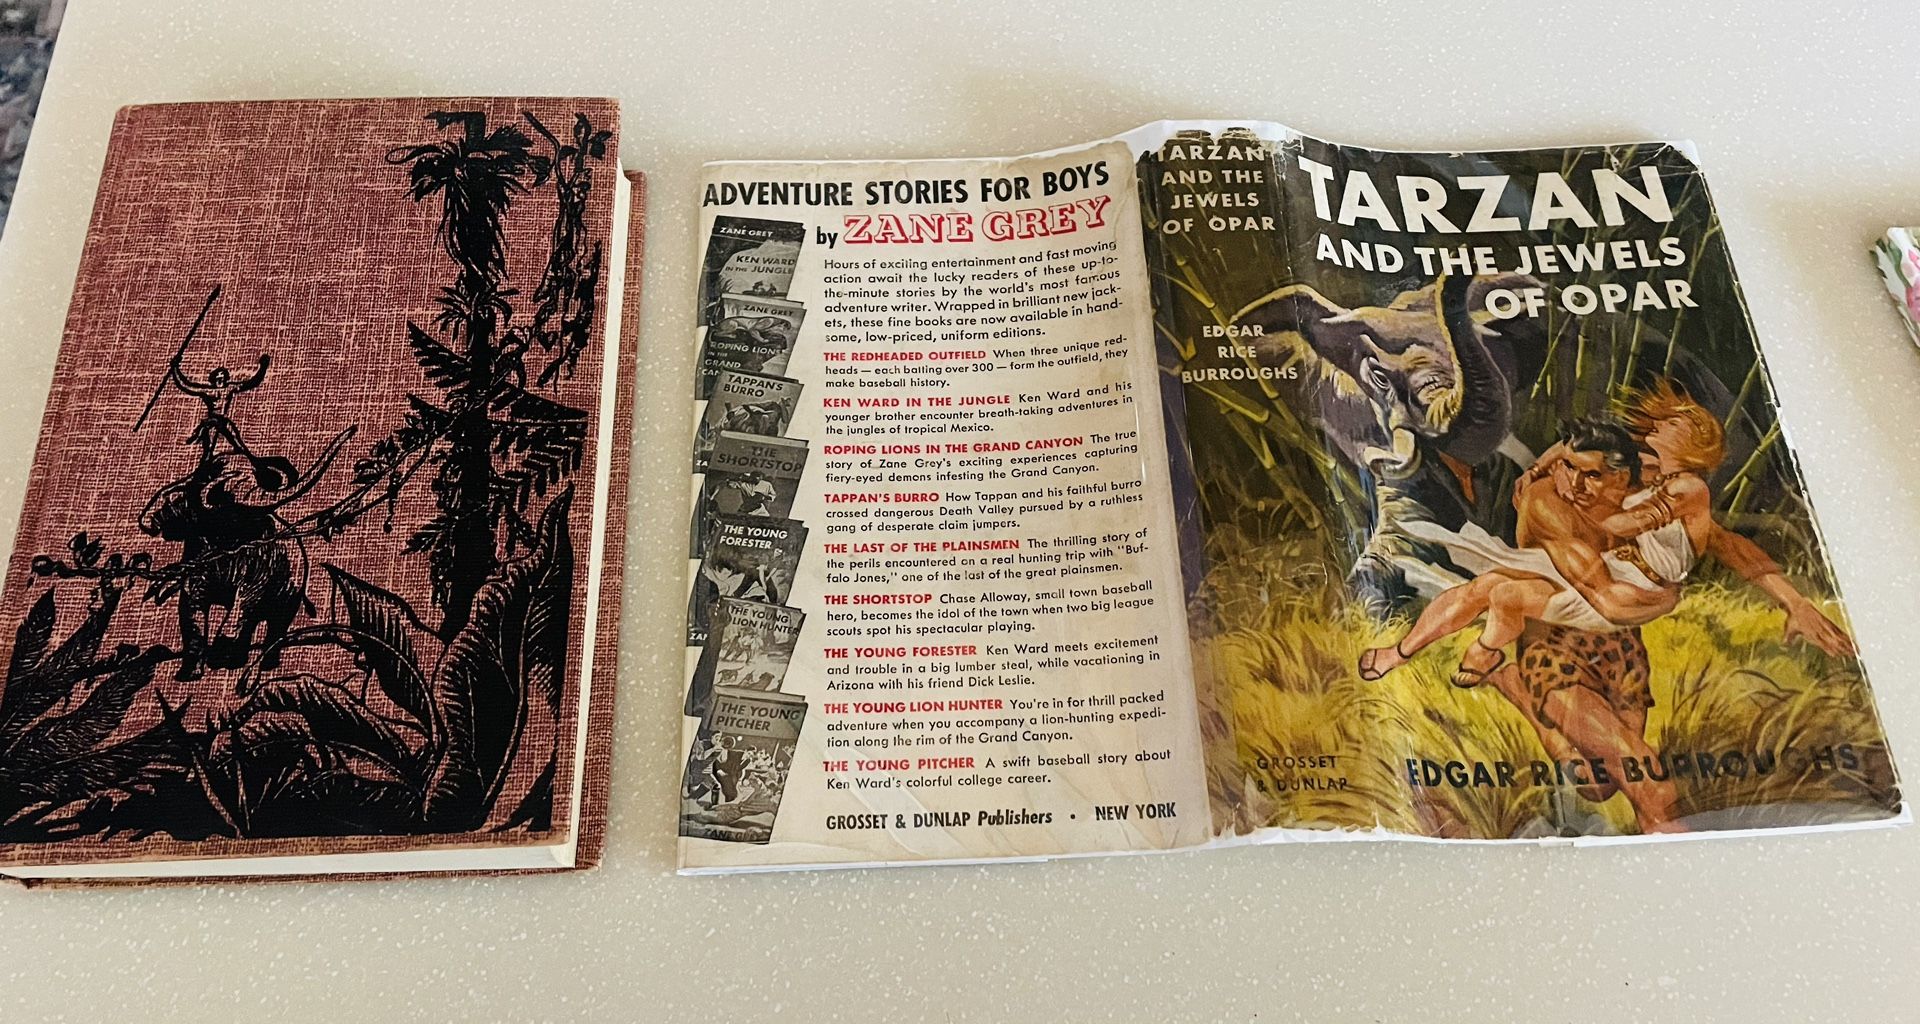 ADVENTURE STORIES FOR BOYS
by ZANE GREY
Hours of exciting entertainment and fast moving
action await the lucky readers of these up-to-
the-minute stories by the world's most famous
adventure writer. Wrapped in brilliant new jack-
ets, these fine books are now available in hand-
some, low-priced, uniform editions.
THE REDHEADED OUTFIELD When three unique red-
heads — each batting over 300 — form the outfield, they
make baseball history.
KEN WARD IN THE JUNGLE Ken Ward and his
younger brother encounter breath-taking adventures in
the jungles of tropical Mexico.
ROPING LIONS IN THE GRAND CANYON The true
story of Zane Grey's exciting experiences capturing
fiery-eyed demons infesting the Grand Canyon.
TAPPAN'S BURRO How Tappan and his faithful burro
crossed dangerous Death Valley pursued by a ruthless
gang of desperate claim jumpers.
THE LAST OF THE PLAINSMEN The thrilling story of
the perils encountered on a real hunting trip with "Buf-
falo Jones," one of the last of the great plainsmen.
THE SHORTSTOP Chase Alloway, small town baseball
hero, becomes the idol of the town when two big league
scouts spot his spectacular playing.
THE YOUNG FORESTER Ken Ward meets excitement
and trouble in a big lumber steal, while vacationing in
Arizona with his friend Dick Leslie.
THE YOUNG LION HUNTER You're in for thrill packed
adventure when you accompany a lion-hunting expedi-
tion along the rim of the Grand Canyon.
THE YOUNG PITCHER A swift baseball story about
Ken Ward's colorful college career.
GROSSET & DUNLAP Publishers • NEW YORK
ZANE GREY
KEN WARD
IN THE JUNGLE
ZANE GREY
ROPING LIONS
IN THE
GRAND
CAN
TAPPAN'S
BURRO
ZA
THE
SHORTSTOP
THE YOUNG
FORESTER
THE YOUNG
LION HUNTER
ZAN
THE YOUNG
PITCHER
ZANE GREY
TARZAN
AND THE
JEWELS
OF OPAR
EDGAR
RICE
BURROUGHS
GROSSET
& DUNLAP
TARZAN
AND THE JEWELS
OF OPAR
EDGAR RICE BURROUGHS